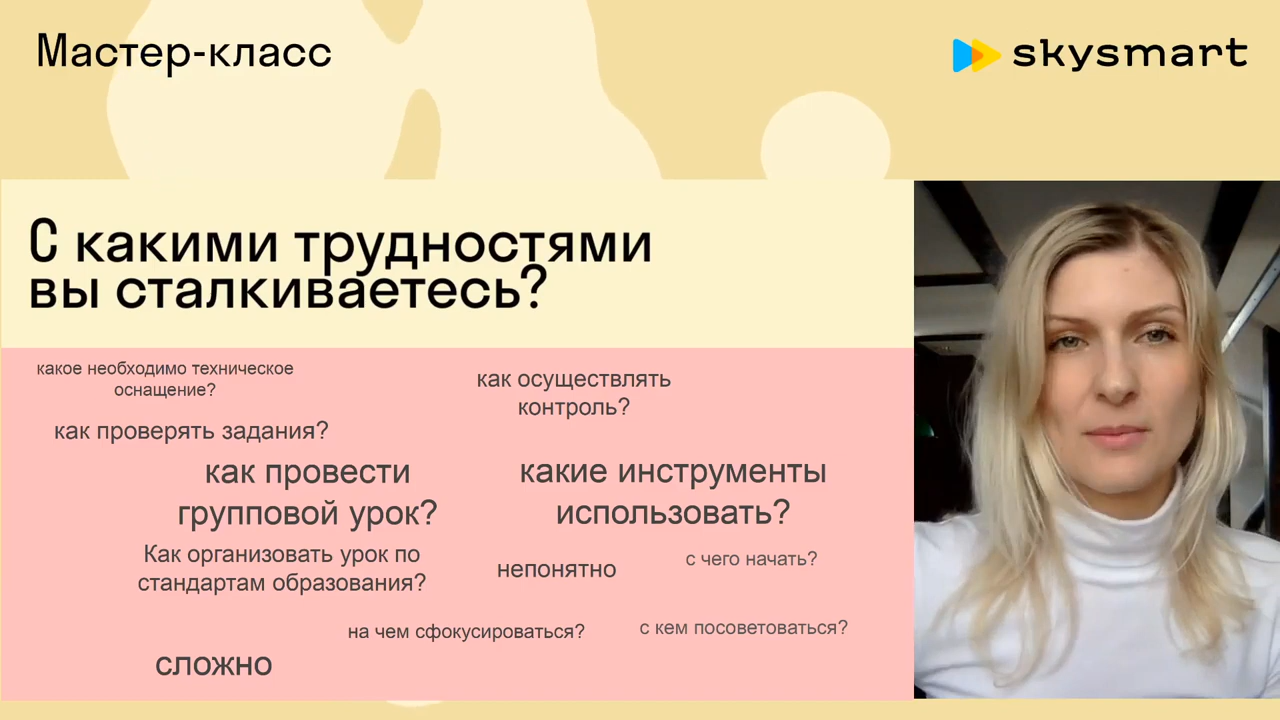 Мастер-класс
skysmart
С какими трудностями
вы сталкиваетесь?
какое необходимо техническое
оснащение?
как осуществлять
контроль?
как проверять задания?
как провести
групповой урок?
какие инструменты
использовать?
Как организовать урок по
стандартам образования?
непонятно
с чего начать?
на чем сфокусироваться?
с кем посоветоваться?
сложно